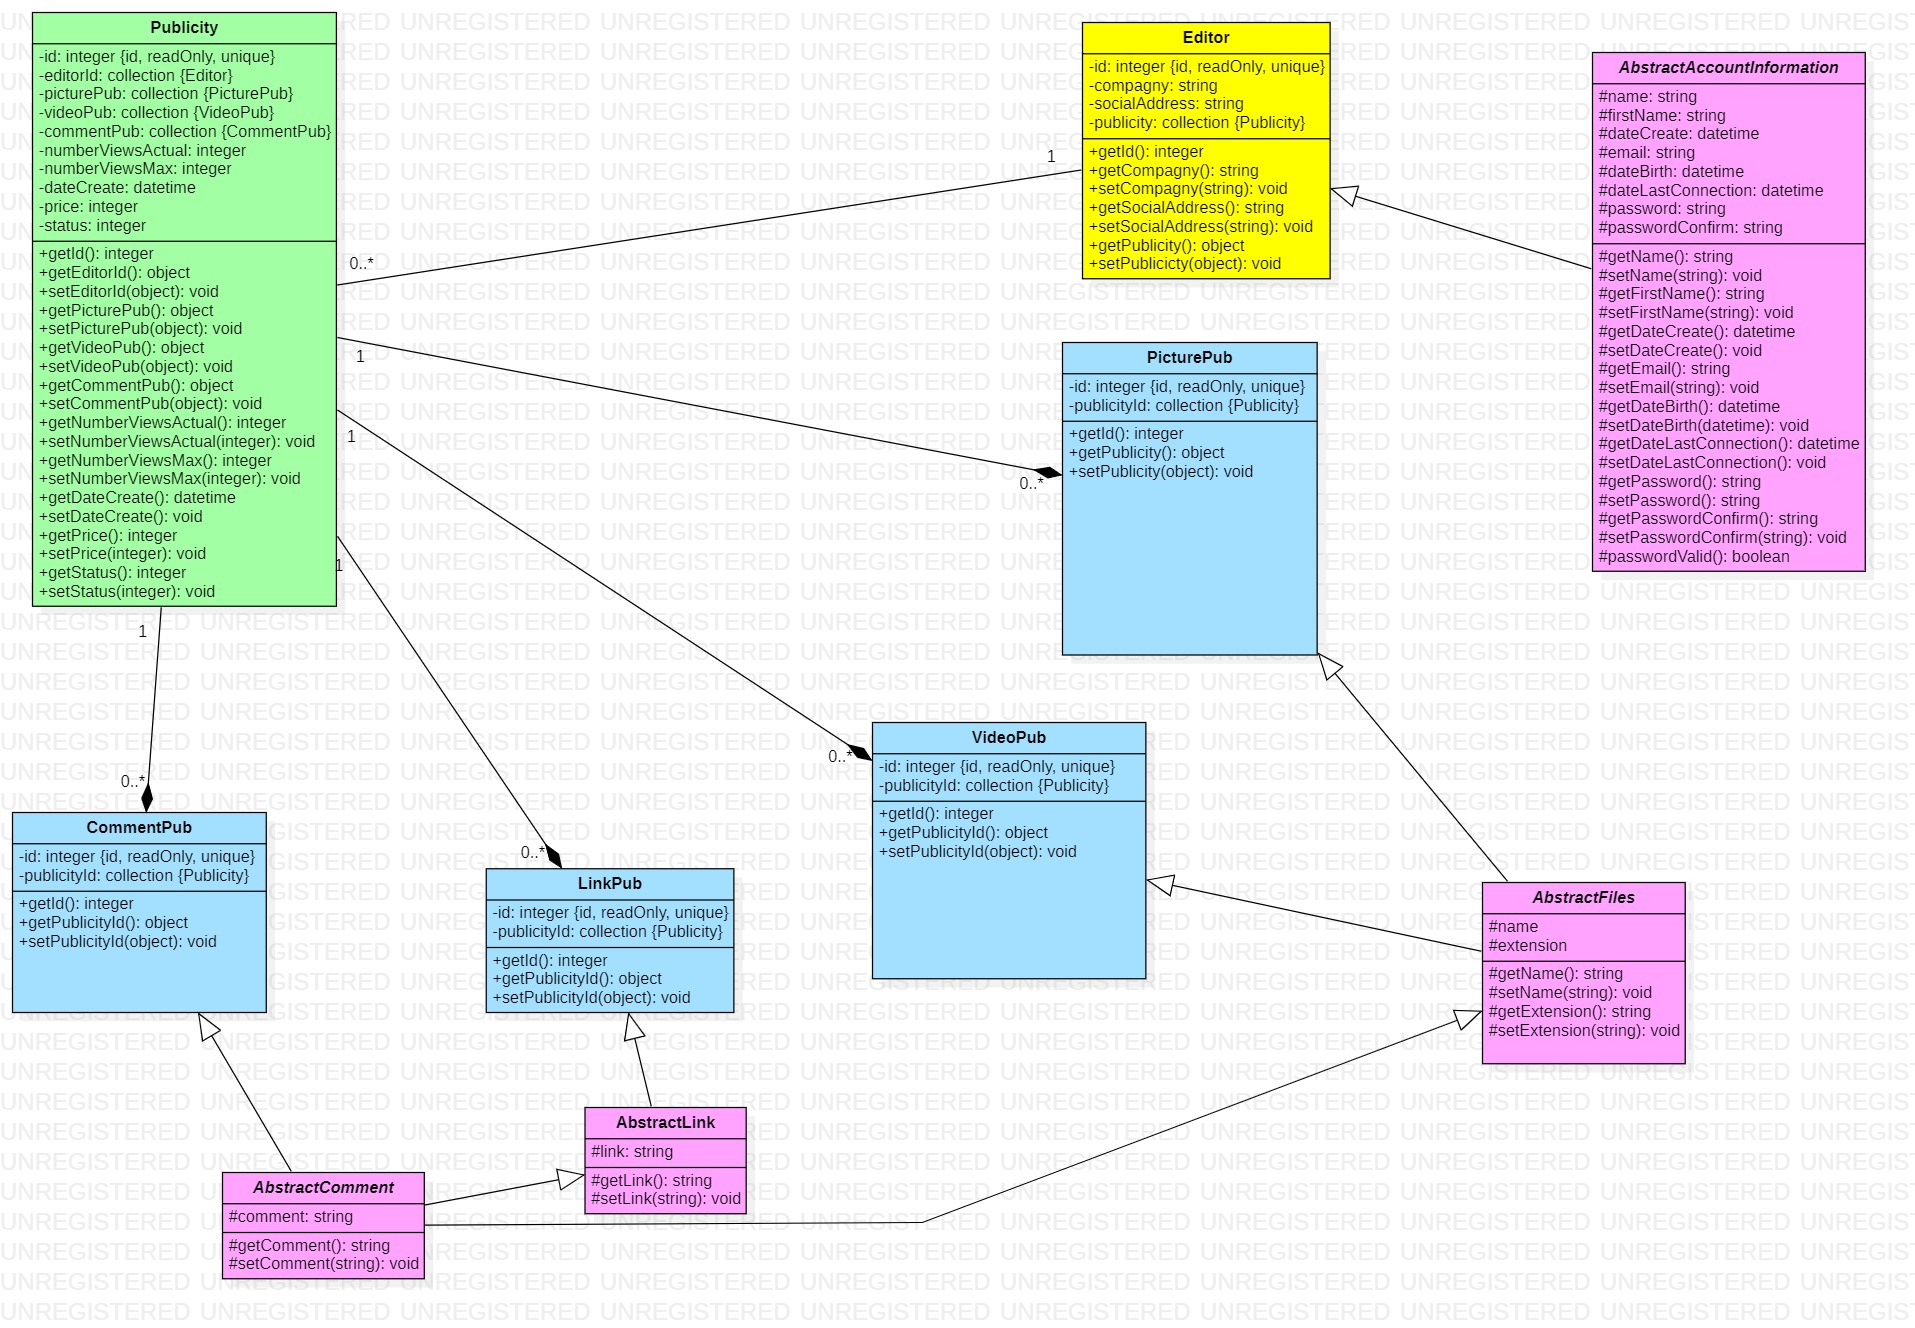 Publicity
-id: integer {id, readOnly, unique}
-editorId: collection {Editor}
-picturePub: collection {PicturePub}
-videoPub: collection {VideoPub}
-commentPub: collection {CommentPub}
-numberViewsActual: integer
-numberViewsMax: integer
-dateCreate: datetime
-price: integer
-status: integer
+getId(): integer
+getEditorId(): object
+setEditorId(object): void
+getPicturePub(): object
+setPicturePub(object): void
+getVideoPub(): object
+setVideoPub(object): void
+getCommentPub(): object
+setCommentPub(object): void
+getNumberViewsActual(): integer
+setNumberViewsActual(integer): void
+getNumberViewsMax(): integer
+setNumberViewsMax(integer): void
+getDateCreate(): datetime
+setDateCreate(): void
+getPrice(): integer
+setPrice(integer): void
+getStatus(): integer
+setStatus(integer): void
Editor
-id: integer {id, readOnly, unique}
-compagny: string
-socialAddress: string
-publicity: collection {Publicity}
+getId(): integer
+getCompagny(): string
+setCompagny(string): void
+getSocialAddress(): string
+setSocialAddress(string): void
+getPublicity(): object
+setPublicicty(object): void
AbstractAccountInformation
#name: string
#firstName: string
#dateCreate: datetime
#email: string
#dateBirth: datetime
#dateLastConnection: datetime
#password: string
#passwordConfirm: string
#getName(): string
#setName(string): void
#getFirstName(): string
#setFirstName(string): void
#getDateCreate(): datetime
#setDateCreate(): void
#getEmail(): string
#setEmail(string): void
#getDateBirth(): datetime
#setDateBirth(datetime): void
#getDateLastConnection(): datetime
#setDateLastConnection(): void
#getPassword(): string
#setPassword(): string
#getPasswordConfirm(): string
#setPasswordConfirm(string): void
#passwordValid(): boolean
1
0..*
1
0..*
1
0..*
1
0..*
1
0..*
PicturePub
-id: integer {id, readOnly, unique}
-publicityId: collection {Publicity}
+getId(): integer
+getPublicity(): object
+setPublicity(object): void
VideoPub
-id: integer {id, readOnly, unique}
-publicityId: collection {Publicity}
+getId(): integer
+getPublicityId(): object
+setPublicityId(object): void
CommentPub
-id: integer {id, readOnly, unique}
-publicityId: collection {Publicity}
+getId(): integer
+getPublicityId(): object
+setPublicityId(object): void
LinkPub
-id: integer {id, readOnly, unique}
-publicityId: collection {Publicity}
+getId(): integer
+getPublicityId(): object
+setPublicityId(object): void
AbstractFiles
#name
#extension
#getName(): string
#setName(string): void
#getExtension(): string
#setExtension(string): void
AbstractLink
#link: string
#getLink(): string
#setLink(string): void
AbstractComment
#comment: string
#getComment(): string
#setComment(string): void
UNREGISTERED